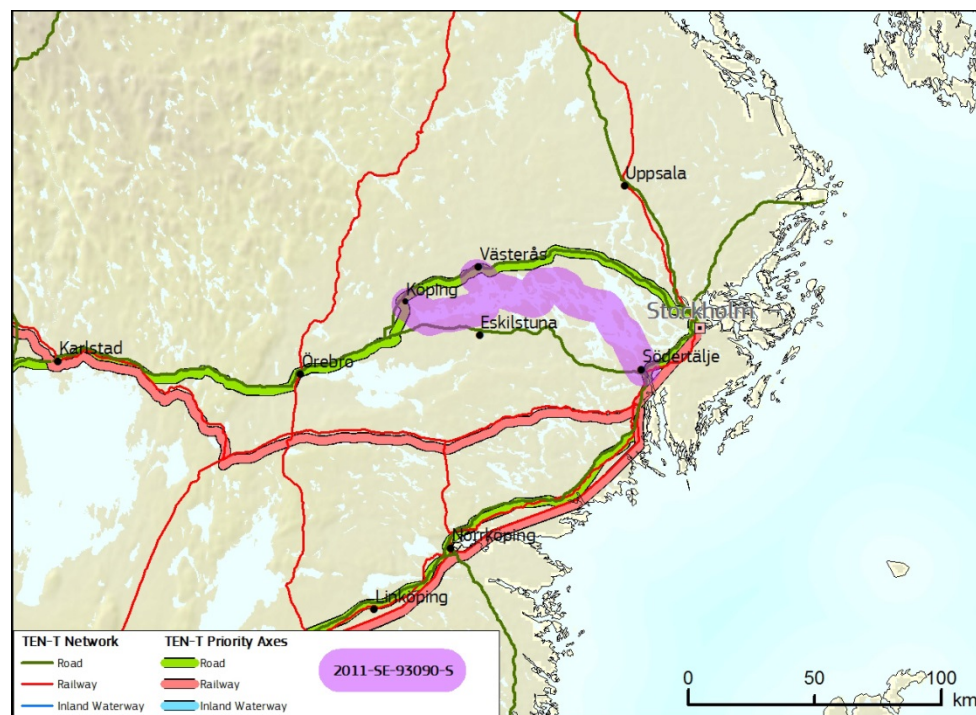 Uppsala
Västerås
Köping
Stockholm
Eskilstuna
Karlstad
Örebro
Södertälje
Norrköping
Linköping
TEN-T Network
TEN-T Priority Axes
Road
Road
Railway
Railway
Inland Waterway
Inland Waterway
2011-SE-93090-S
0
50
100
km